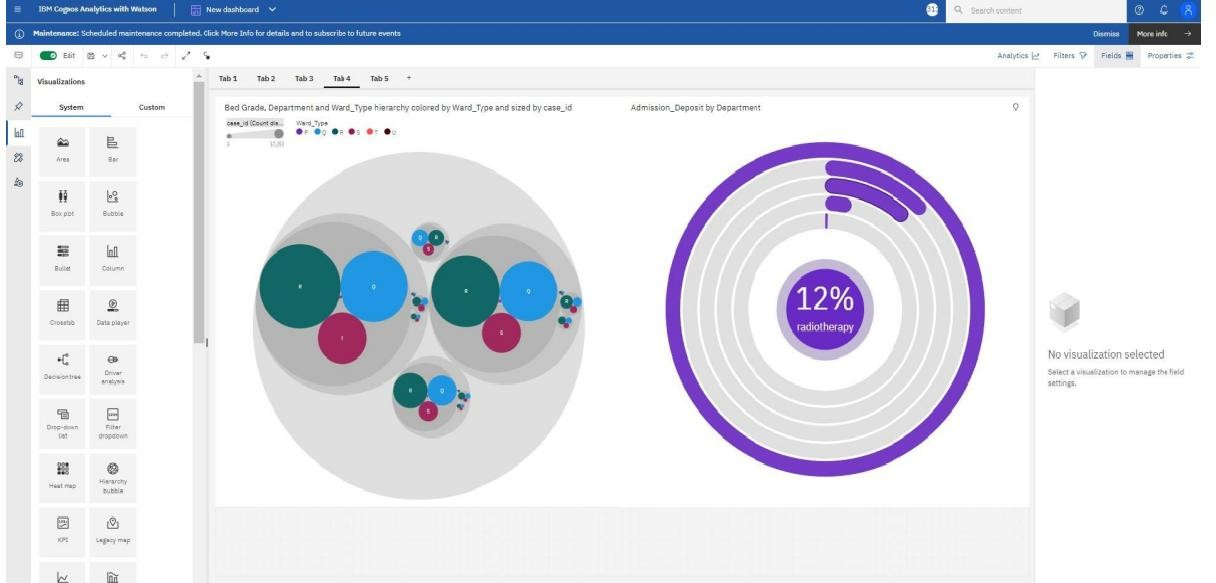 IBM Cognos Analytics with Watson
New dashboard
Search content
Maintenance: Scheduled maintenance completed. Click More Info for details and to subscribe to future events
Dismiss
More info
Edit
Analytics
Filters
Fields
Properties
Visualizations
System
Custom
Area
Bar
Box plot
Bubble
Bullet
Column
Crosstab
Data player
Decision tree
Driver
analysis
Drop-down
list
Filter
dropdown
Heat map
Hierarchy
bubble
KPI
Legacy map
Tab 1
Tab 2
Tab 3
Tab 4
Tab 5
+
Bed Grade, Department and Ward_Type hierarchy colored by Ward_Type and sized by case_id
case_id (Count dis...
Ward_Type
P Q R S T U
R
Q
Q
R
S
R
Q
S
R
R
Q
S
Admission_Deposit by Department
12%
radiotherapy
No visualization selected
Select a visualization to manage the field
settings.